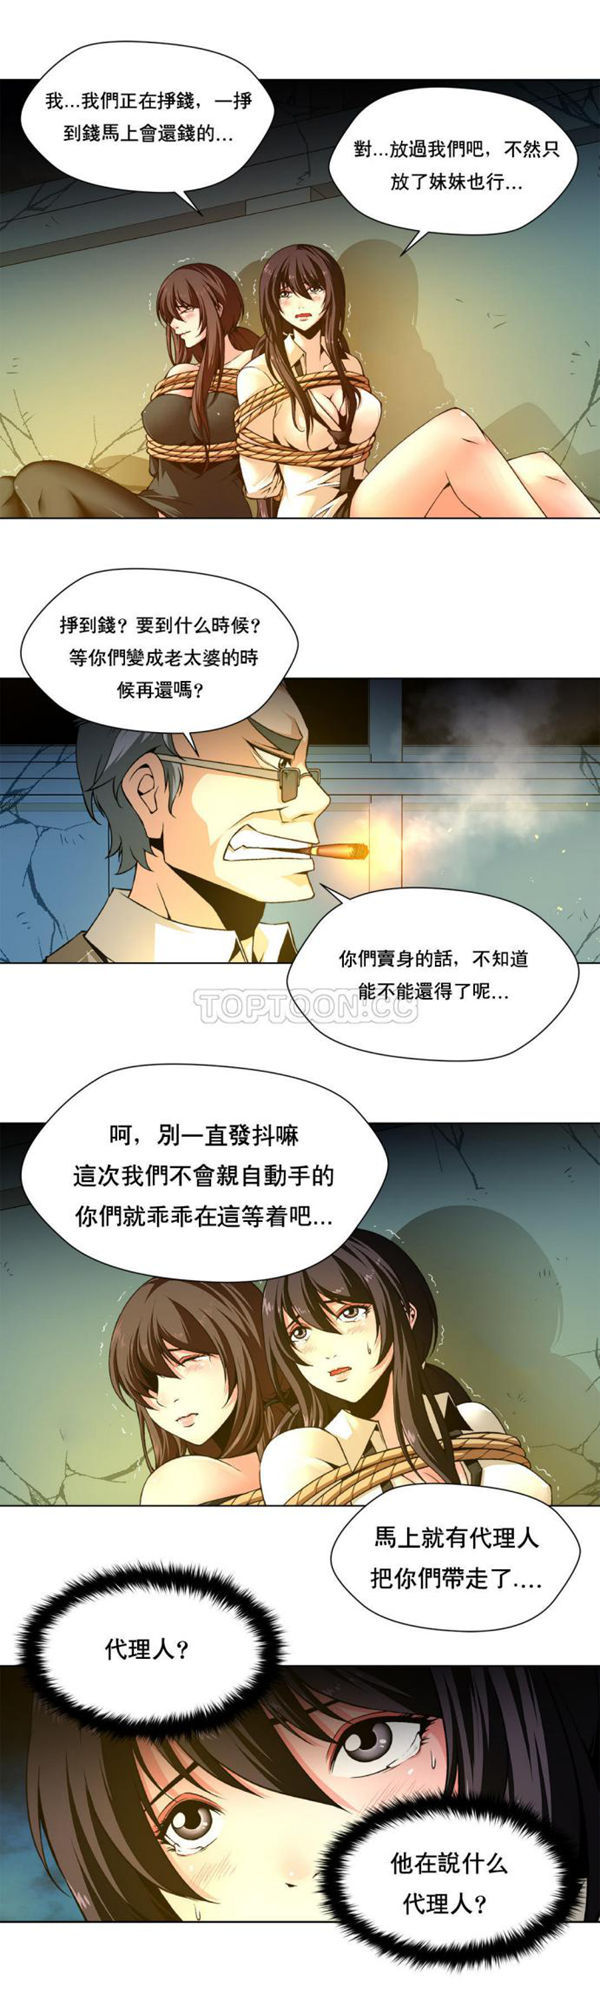 我...我們正在掙錢，一掙
到錢馬上會還錢的...
對...放過我們吧，不然只
放了妹妹也行...
掙到錢？要到什么時候？
等你們變成老太婆的時
候再還嗎？
你們賣身的話，不知道
能不能還得了呢...
TOPTOON.CC
呵，別一直發抖嘛
這次我們不會親自動手的
你們就乖乖在這等着吧...
馬上就有代理人
把你們帶走了....
代理人？
他在說什么
代理人？